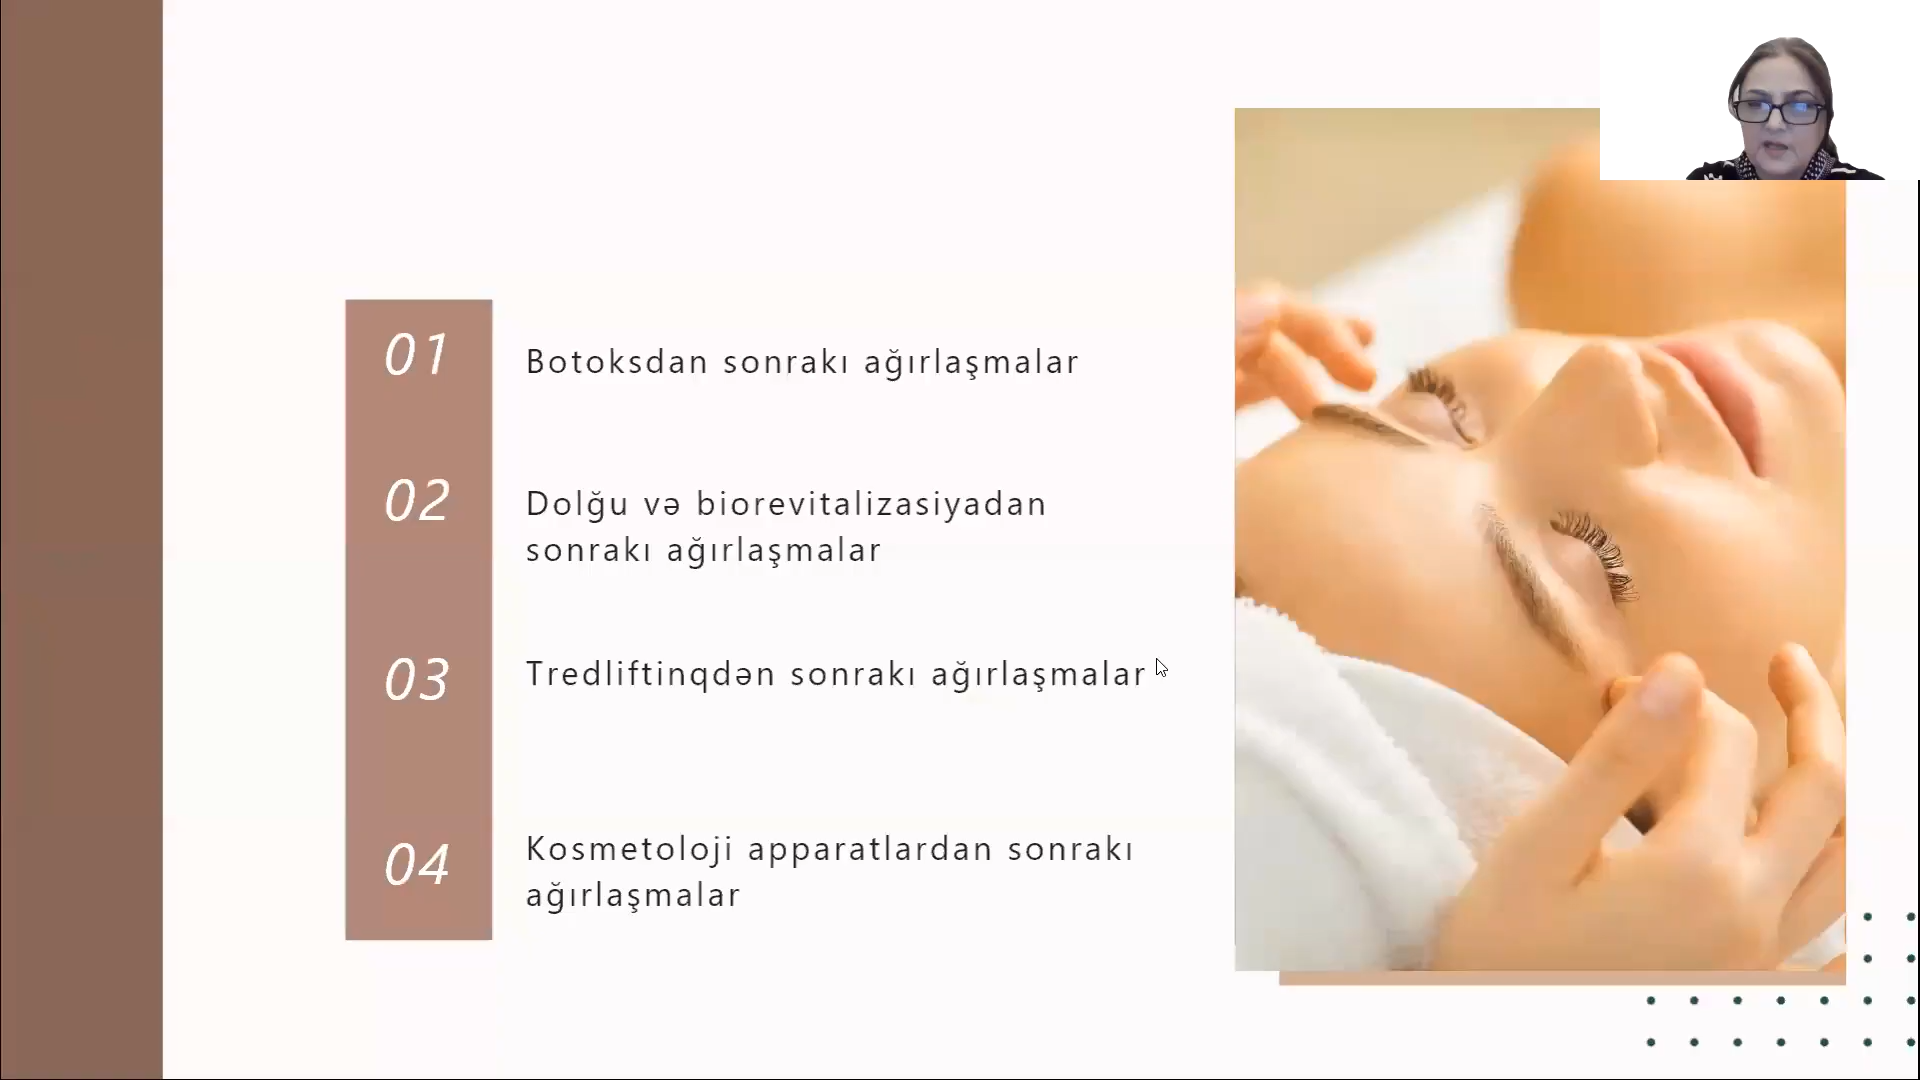 01
Botoksdan sonrakı ağırlaşmalar
02
Dolğu və biorevitalizasiyadan
sonrakı ağırlaşmalar
03
Tredliftinqdən sonrakı ağırlaşmalar
04
Kosmetoloji apparatlardan sonrakı
ağırlaşmalar